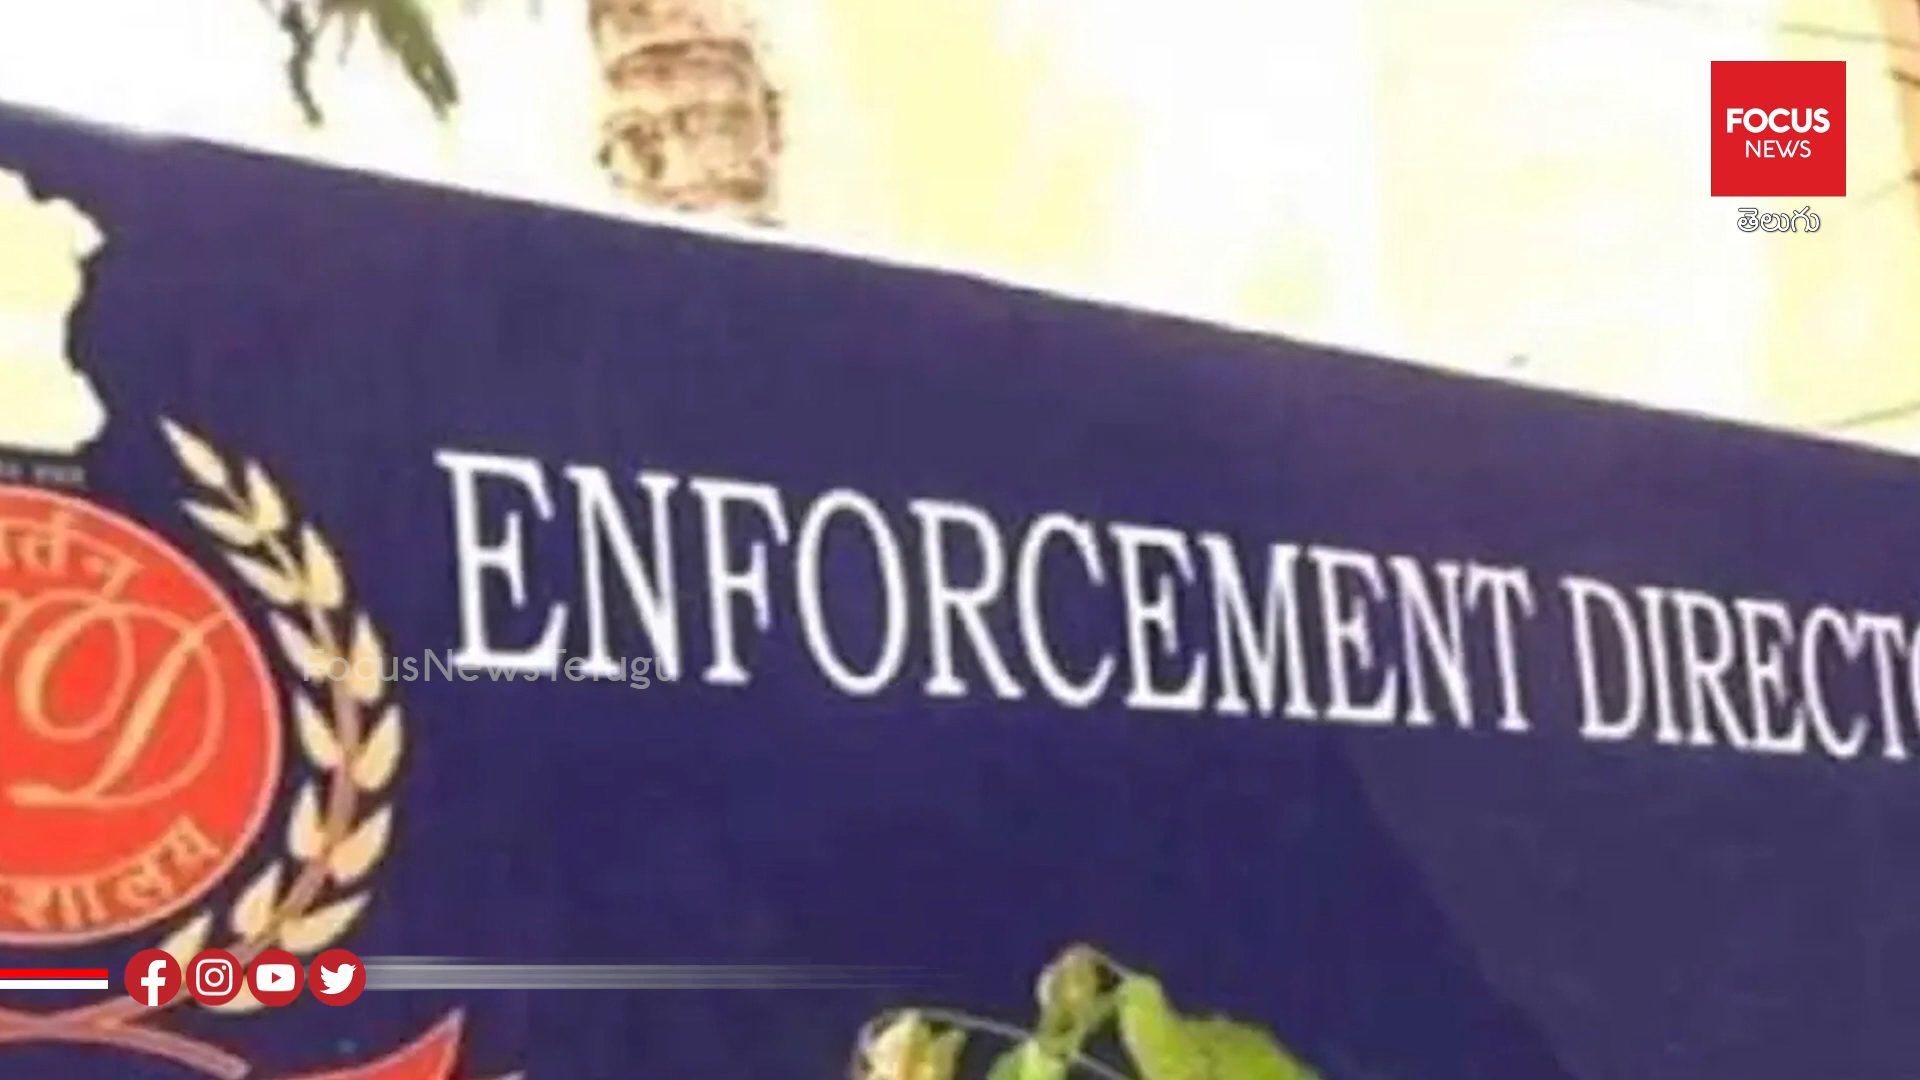 FOCUS
NEWS
తెలుగు
ENFORCEMENT DIRECTO
FocusNewsTelugu